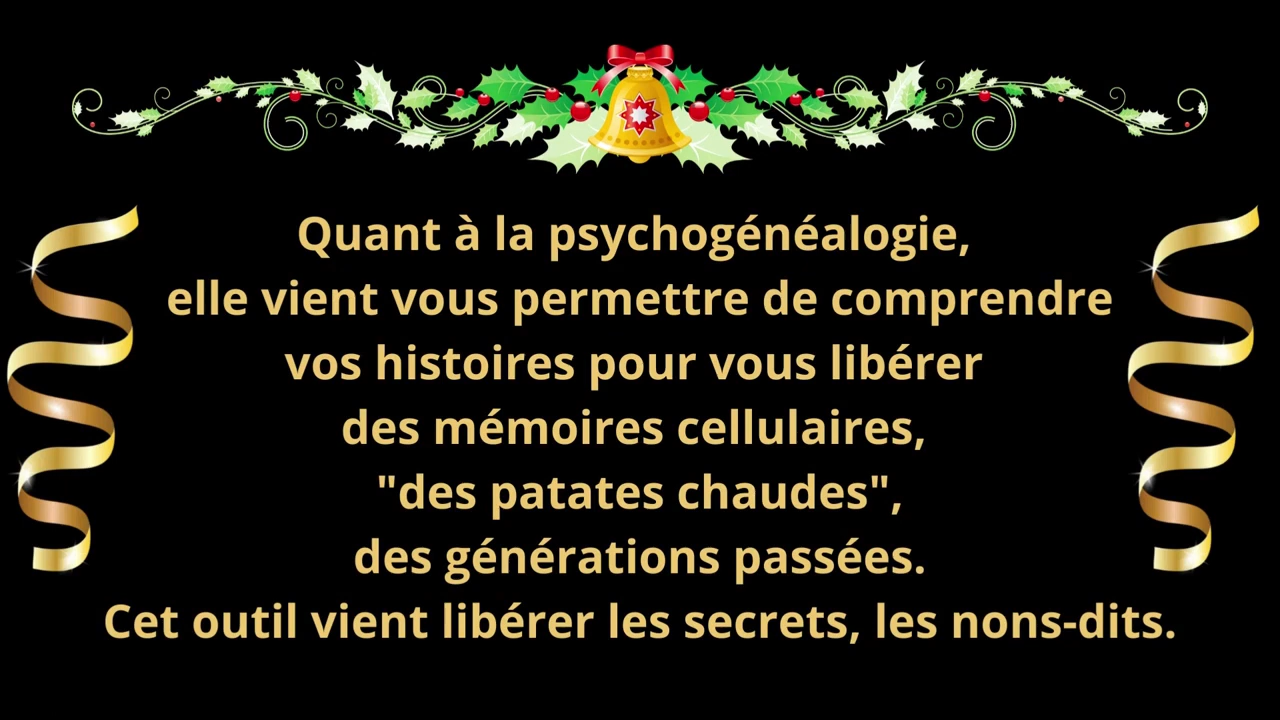 Quant à la psychogénéalogie,
elle vient vous permettre de comprendre
vos histoires pour vous libérer
des mémoires cellulaires,
"des patates chaudes",
des générations passées.
Cet outil vient libérer les secrets, les nons-dits.